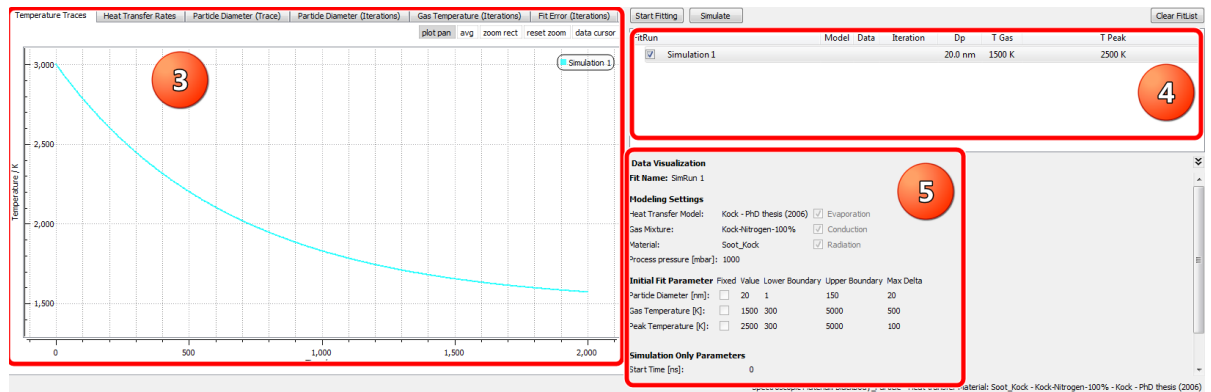 Temperature Traces Heat Transfer Rates Particle Diameter (Trace) Particle Diameter (Iterations) Gas Temperature (Iterations) Fit Error (Iterations)
plot pan avg zoom rect reset zoom data cursor
Simulation 1
3
3,000
2,500
2,000
1,500
Temperature / K
0 500 1,000 1,500 2,000
Start Fitting Simulate Clear FitList
FitRun Model Data Iteration Dp T Gas T Peak
Simulation 1 20.0 nm 1500 K 2500 K
4
Data Visualization
Fit Name: SimRun 1
5
Modeling Settings
Heat Transfer Model: Kock - PhD thesis (2006) Evaporation
Gas Mixture: Kock-Nitrogen-100% Conduction
Material: Soot_Kock Radiation
Process pressure [mbar]: 1000
Initial Fit Parameter Fixed Value Lower Boundary Upper Boundary Max Delta
Particle Diameter [nm]: 20 1 150 20
Gas Temperature [K]: 1500 300 5000 500
Peak Temperature [K]: 2500 300 5000 100
Simulation Only Parameters
Start Time [ns]: 0
Material: Soot_Kock - Kock-Nitrogen-100% - Kock - PhD thesis (2006)